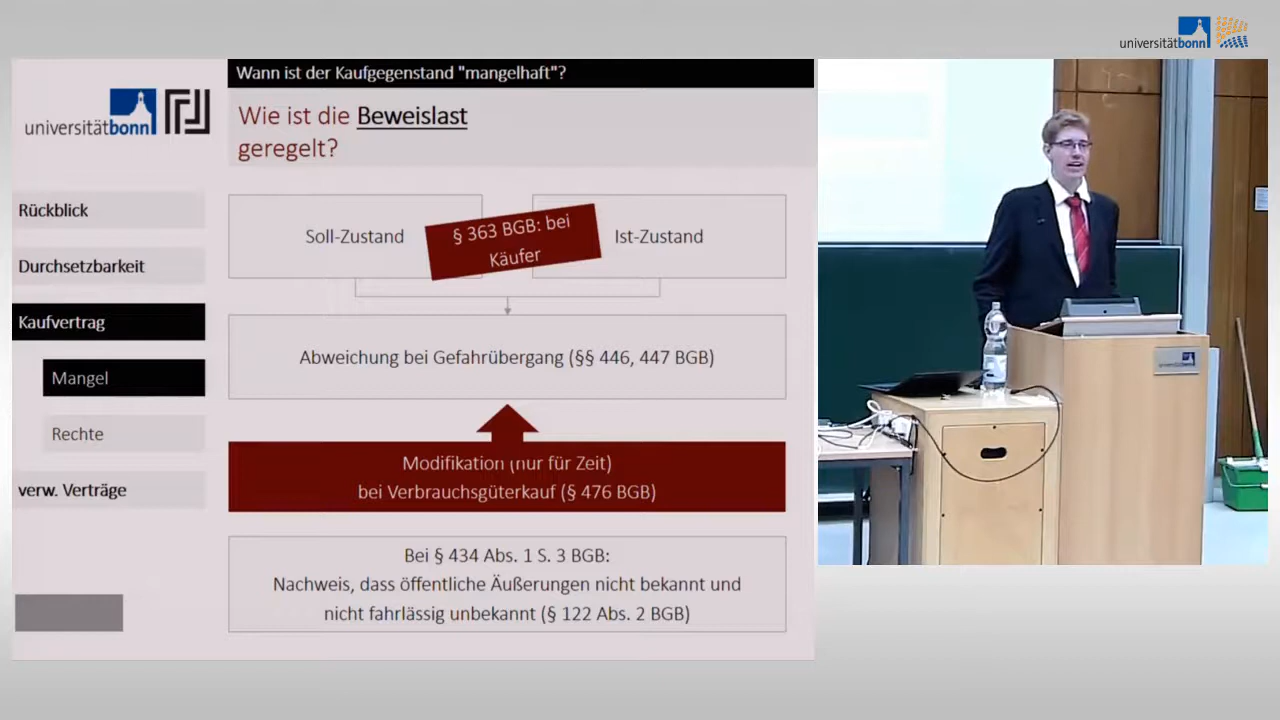 universitätbonn
Wann ist der Kaufgegenstand "mangelhaft"?
universitätbonn
Wie ist die Beweislast
geregelt?
Rückblick
Durchsetzbarkeit
Kaufvertrag
Mangel
Rechte
verw. Verträge
Soll-Zustand
§ 363 BGB: bei
Käufer
Ist-Zustand
Abweichung bei Gefahrübergang (§§ 446, 447 BGB)
Modifikation (nur für Zeit)
bei Verbrauchsgüterkauf (§ 476 BGB)
Bei § 434 Abs. 1 S. 3 BGB:
Nachweis, dass öffentliche Äußerungen nicht bekannt und
nicht fahrlässig unbekannt (§ 122 Abs. 2 BGB)
universitätbonn